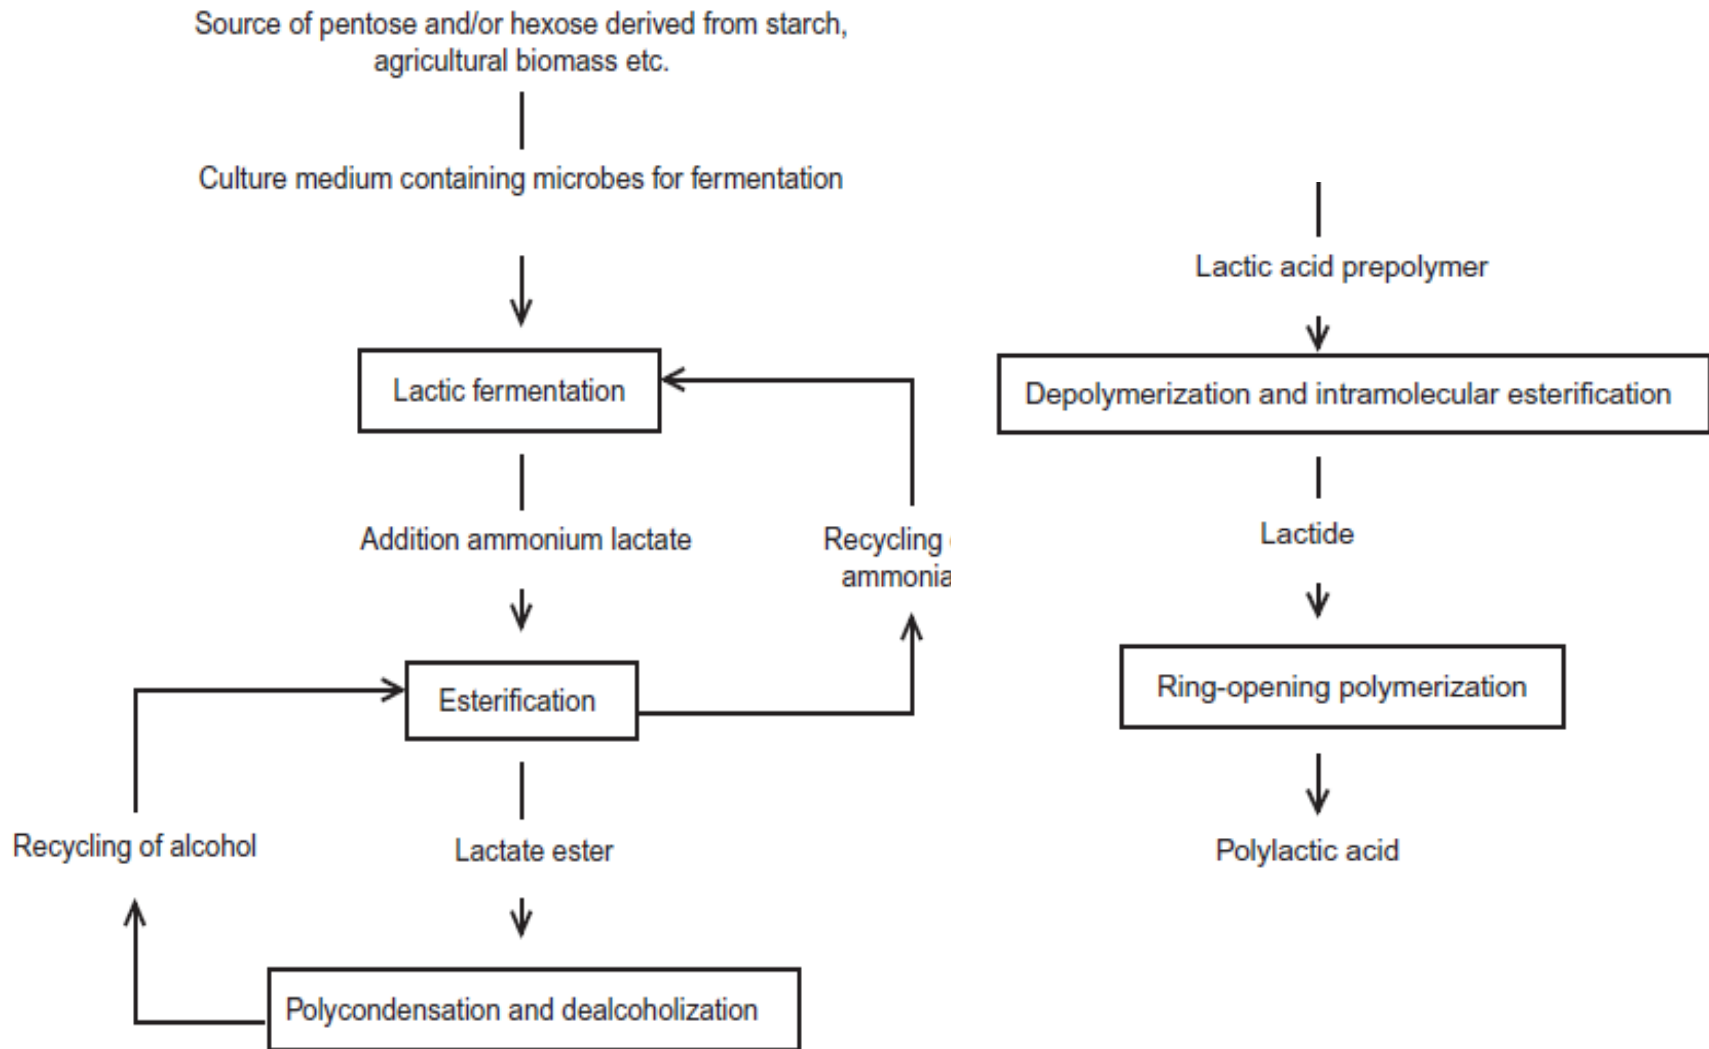 Source of pentose and/or hexose derived from starch,
agricultural biomass etc.
Culture medium containing microbes for fermentation
Lactic fermentation
Addition ammonium lactate
Recycling
ammonia
Esterification
Recycling of alcohol
Lactate ester
Polycondensation and dealcoholization
Lactic acid prepolymer
Depolymerization and intramolecular esterification
Lactide
Ring-opening polymerization
Polylactic acid